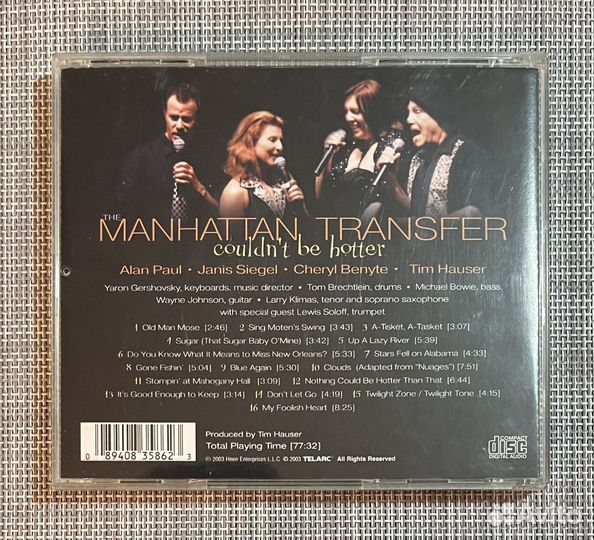 THE
MANHATTAN TRANSFER
couldn't be hotter
Alan Paul · Janis Siegel · Cheryl Benyte · Tim Hauser
Yaron Gershovsky, keyboards, music director · Tom Brechtlein, drums · Michael Bowie, bass
Wayne Johnson, guitar · Larry Klimas, tenor and soprano saxophone
with special guest Lewis Soloff, trumpet
1 Old Man Mose [2:46] 2 Sing Moten's Swing [3:43] 3 A-Tisket, A-Tasket [3:07]
4 Sugar (That Sugar Baby O'Mine) [3:42] 5 Up A Lazy River [5:39]
6 Do You Know What It Means to Miss New Orleans? [5:33] 7 Stars Fell on Alabama [4:33]
8 Gone Fishin' [5:04] 9 Blue Again [5:30] 10 Clouds (Adapted from "Nuages") [7:51]
11 Stompin' at Mahogany Hall [3:09] 12 Nothing Could Be Hotter Than That [6:44]
13 It's Good Enough to Keep [3:14] 14 Don't Let Go [4:19] 15 Twilight Zone / Twilight Tone [4:15]
16 My Foolish Heart [8:25]
Produced by Tim Hauser
Total Playing Time [77:32]
℗ 2003 Heen Enterprises L.L.C. © 2003 TELARC® All Rights Reserved
0 89408 35862 3
COMPACT
disc
DIGITAL AUDIO
Avito